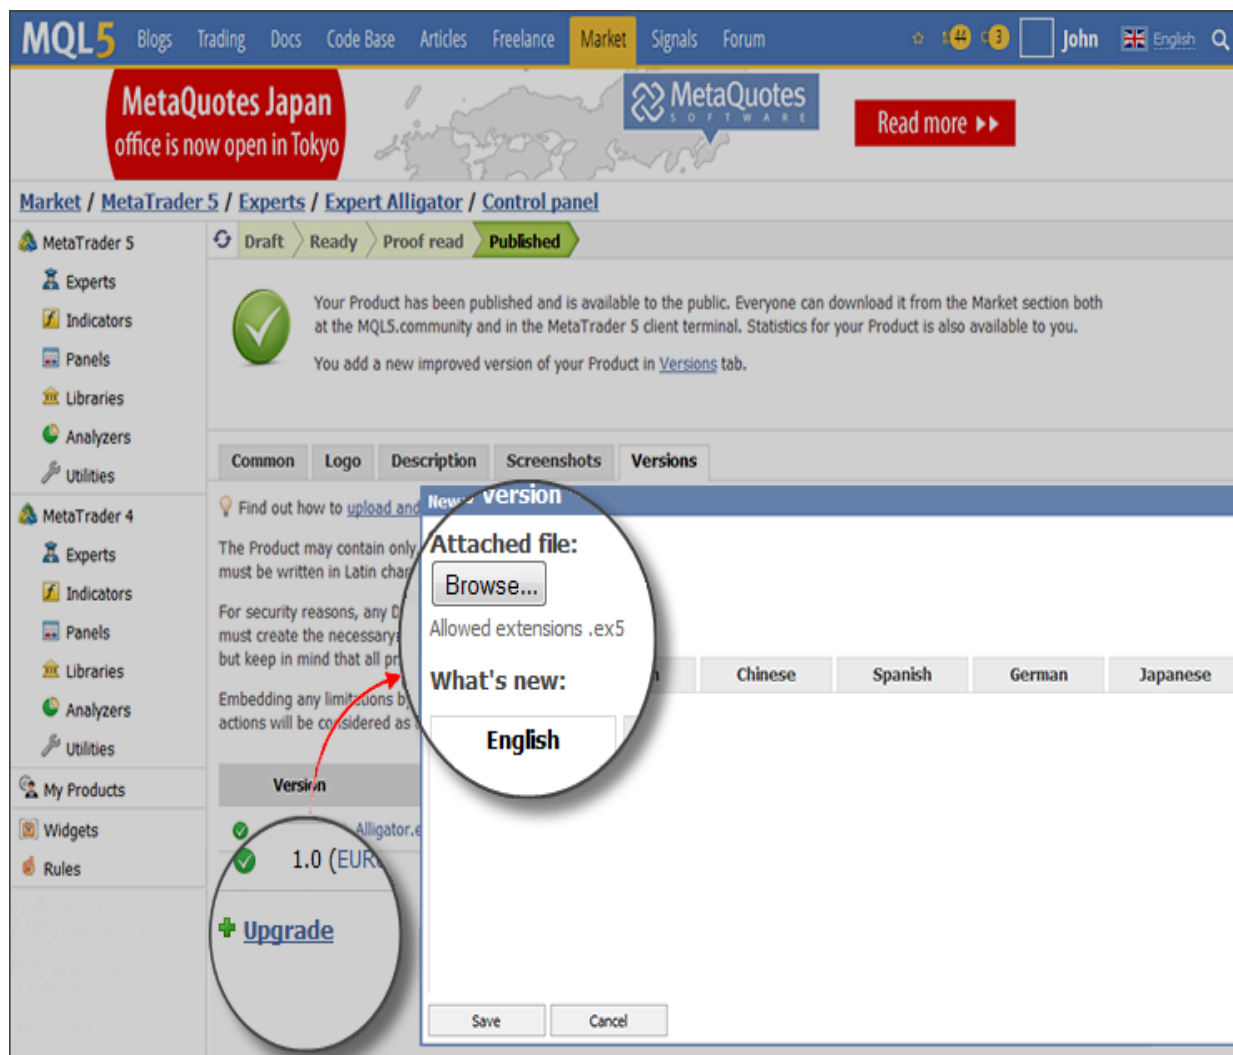 MQL5 Blogs Trading Docs Code Base Articles Freelance Market Signals Forum 44 3 John English
MetaQuotes Japan
office is now open in Tokyo
MetaQuotes
SOFTWARE
Read more
Market / MetaTrader 5 / Experts / Expert Alligator / Control panel
MetaTrader 5
Experts
Indicators
Panels
Libraries
Analyzers
Utilities
MetaTrader 4
Experts
Indicators
Panels
Libraries
Analyzers
Utilities
My Products
Widgets
Rules
Draft Ready Proof read Published
Your Product has been published and is available to the public. Everyone can download it from the Market section both
at the MQL5.community and in the MetaTrader 5 client terminal. Statistics for your Product is also available to you.
You add a new improved version of your Product in Versions tab.
Common Logo Description Screenshots Versions
Find out how to upload and
The Product may contain only
must be written in Latin char
For security reasons, any D
must create the necessary
but keep in mind that all pr
Embedding any limitations b
actions will be considered as
Version
Alligator.e
1.0 (EUR
Upgrade
New Version
Attached file:
Browse...
Allowed extensions .ex5
What's new:
English Chinese Spanish German Japanese
Save Cancel